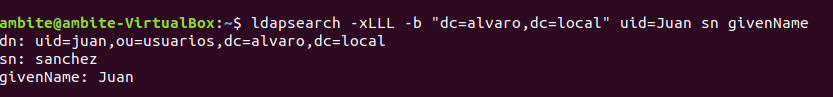 ambite@ambite-VirtualBox:~$ ldapsearch -xLLL -b "dc=alvaro,dc=local" uid=Juan sn givenName
dn: uid=juan,ou=usuarios,dc=alvaro,dc=local
sn: sanchez
givenName: Juan